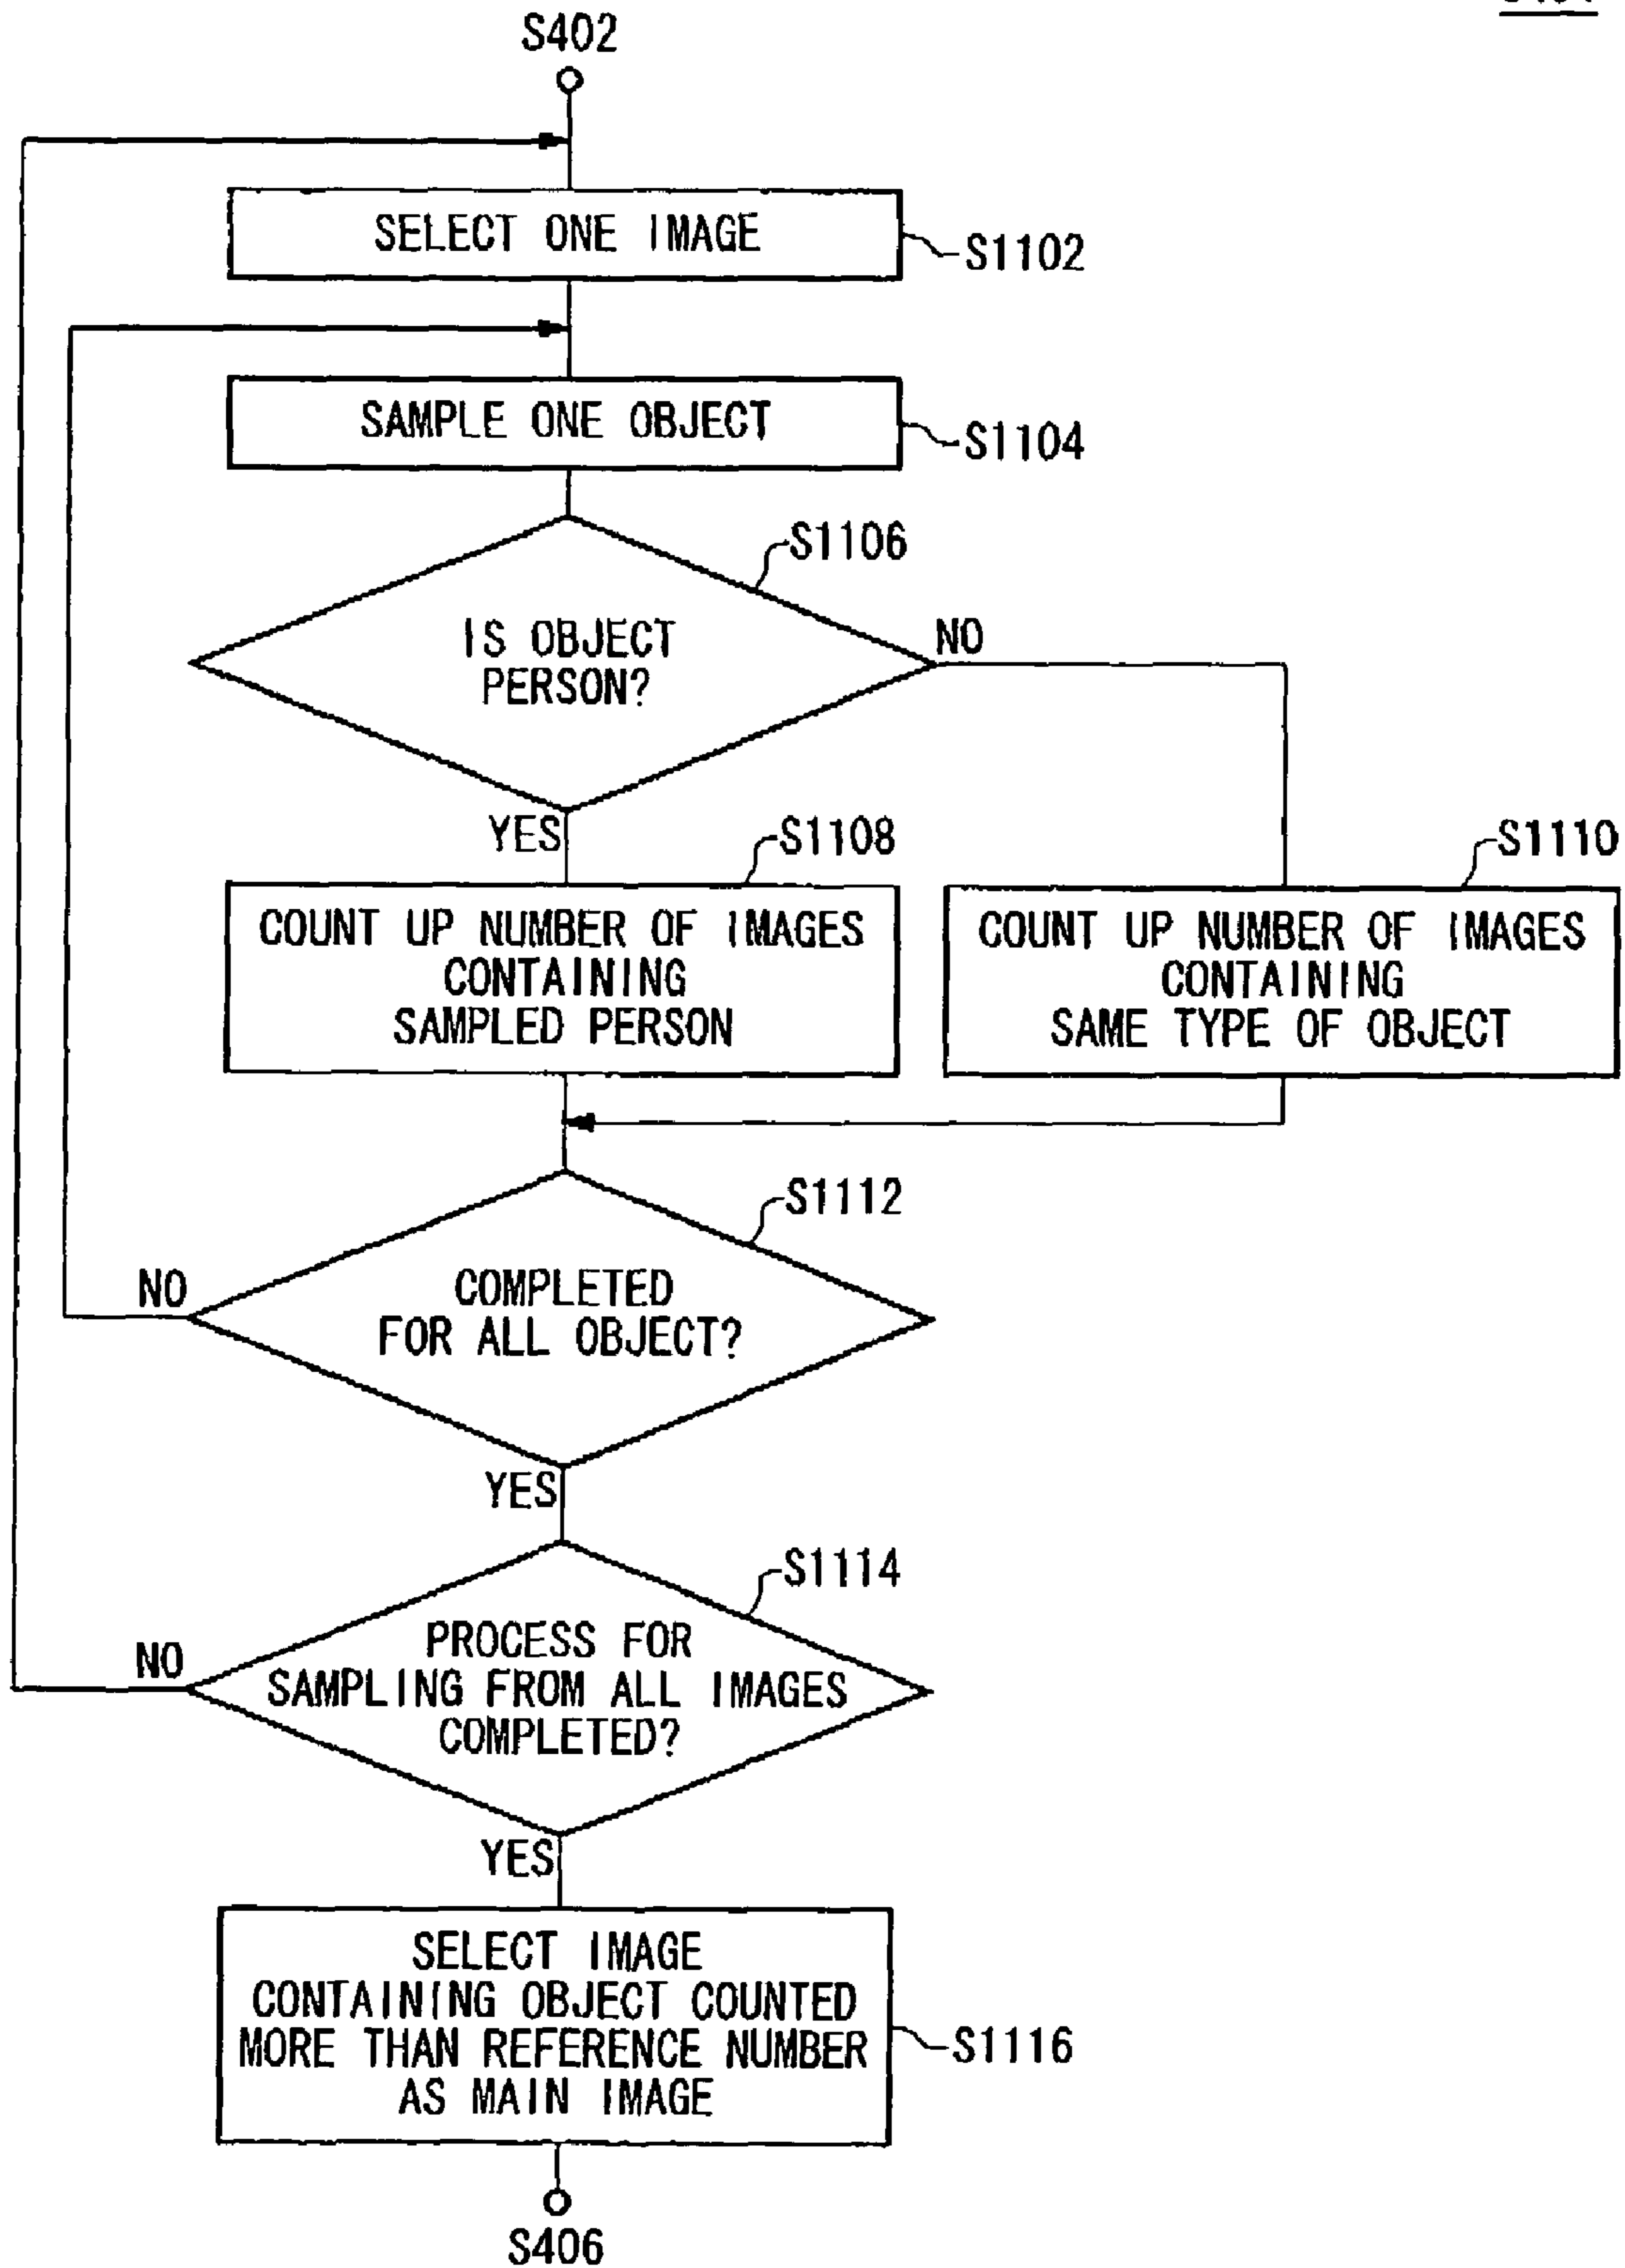 S402
SELECT ONE IMAGE
S1102
SAMPLE ONE OBJECT
S1104
S1106
IS OBJECT
PERSON?
NO
YES
S1108
COUNT UP NUMBER OF IMAGES
CONTAINING
SAMPLED PERSON
S1110
COUNT UP NUMBER OF IMAGES
CONTAINING
SAME TYPE OF OBJECT
S1112
COMPLETED
FOR ALL OBJECT?
NO
YES
S1114
PROCESS FOR
SAMPLING FROM ALL IMAGES
COMPLETED?
NO
YES
SELECT IMAGE
CONTAINING OBJECT COUNTED
MORE THAN REFERENCE NUMBER
AS MAIN IMAGE
S1116
S406